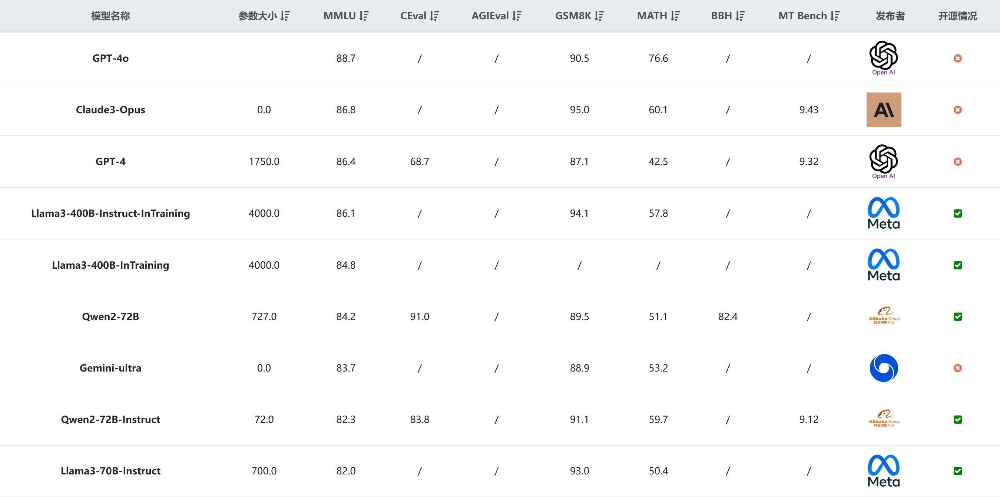 模型名称 参数大小 MMLU CEval AGIEval GSM8K MATH BBH MT Bench 发布者 开源情况
GPT-4o 88.7 / / 90.5 76.6 / / Open AI
Claude3-Opus 0.0 86.8 / / 95.0 60.1 / 9.43 A\
GPT-4 1750.0 86.4 68.7 / 87.1 42.5 / 9.32 Open AI
Llama3-400B-Instruct-InTraining 4000.0 86.1 / / 94.1 57.8 / / Meta
Llama3-400B-InTraining 4000.0 84.8 / / / / / / Meta
Qwen2-72B 727.0 84.2 91.0 / 89.5 51.1 82.4 / Alibaba Group 阿里巴巴集团
Gemini-ultra 0.0 83.7 / / 88.9 53.2 / /
Qwen2-72B-Instruct 72.0 82.3 83.8 / 91.1 59.7 / 9.12 Alibaba Group 阿里巴巴集团
Llama3-70B-Instruct 700.0 82.0 / / 93.0 50.4 / / Meta